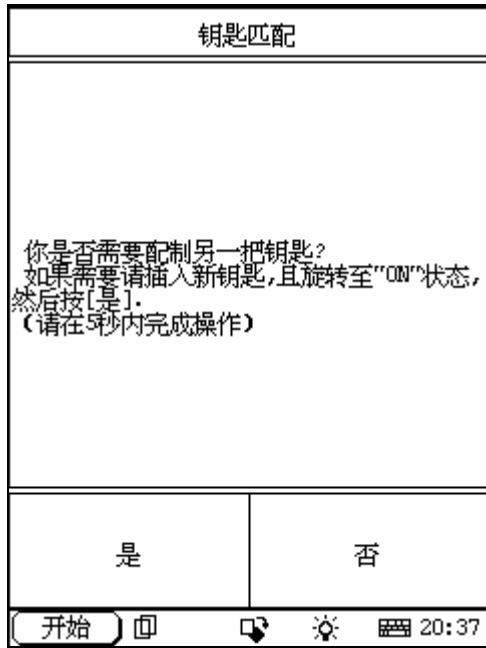 钥匙匹配
你是否需要配制另一把钥匙?
如果需要请插入新钥匙,且旋转至"ON"状态,
然后按[是].
(请在5秒内完成操作)
是
否
开始
20:37